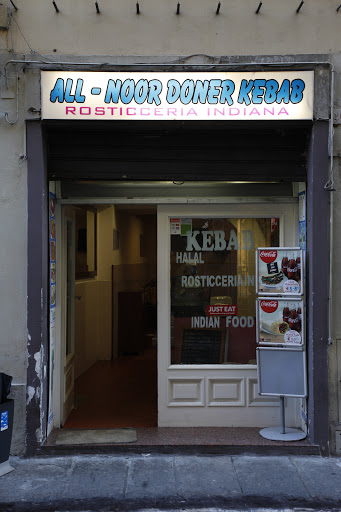 ALL - NOOR DONER KEBAB
ROSTICCERIA INDIANA
KEBAB
HALAL
ROSTICCERIA IN
JUST EAT
INDIAN FOOD
Coca-Cola
Coca-Cola